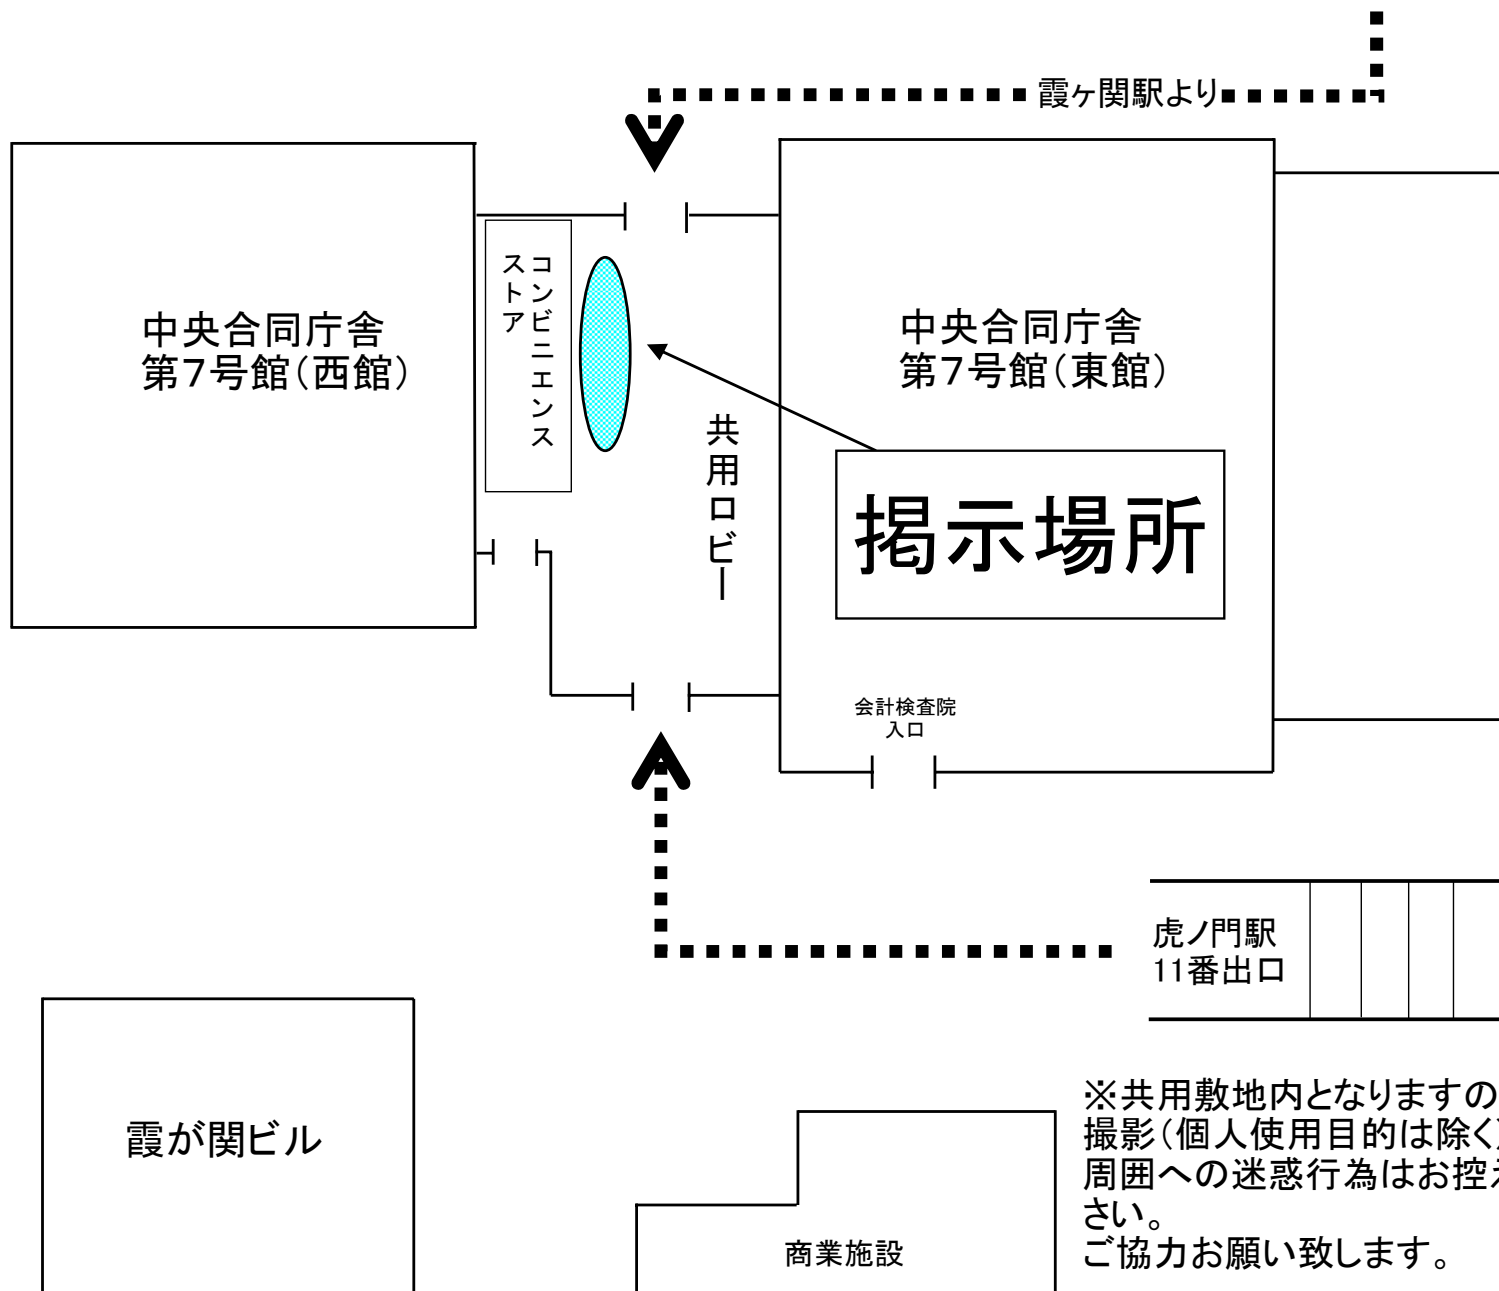 霞ヶ関駅より
中央合同庁舎
第7号館(西館)
コンビニエンス
ストア
共用ロビー
中央合同庁舎
第7号館(東館)
掲示場所
会計検査院
入口
虎ノ門駅
11番出口
霞が関ビル
商業施設
※共用敷地内となりますの
撮影(個人使用目的は除く)
周囲への迷惑行為はお控え
さい。
ご協力お願い致します。